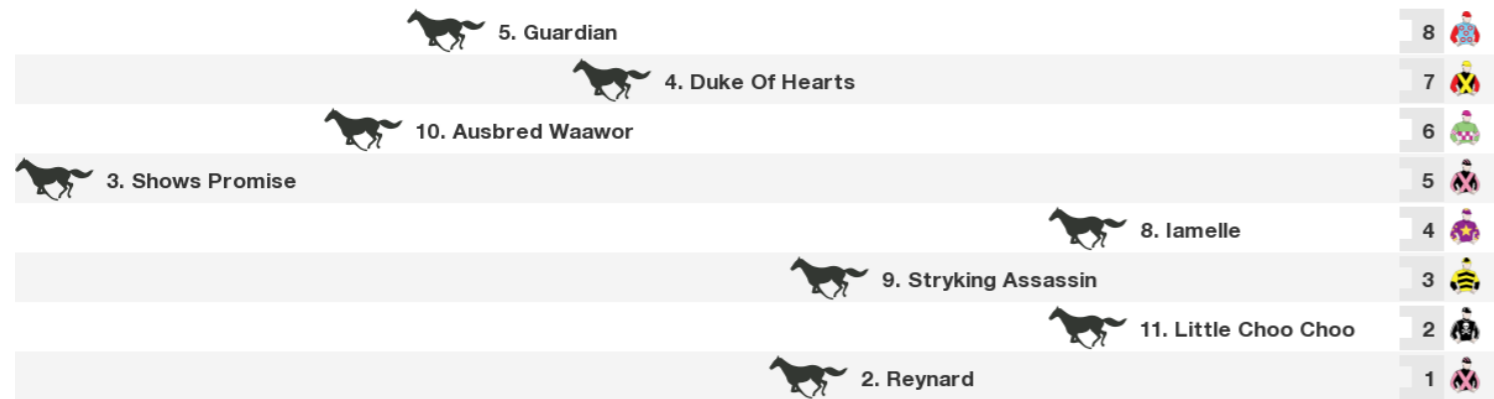 5. Guardian 8
4. Duke Of Hearts 7
10. Ausbred Waawor 6
3. Shows Promise 5
8. Iamelle 4
9. Stryking Assassin 3
11. Little Choo Choo 2
2. Reynard 1